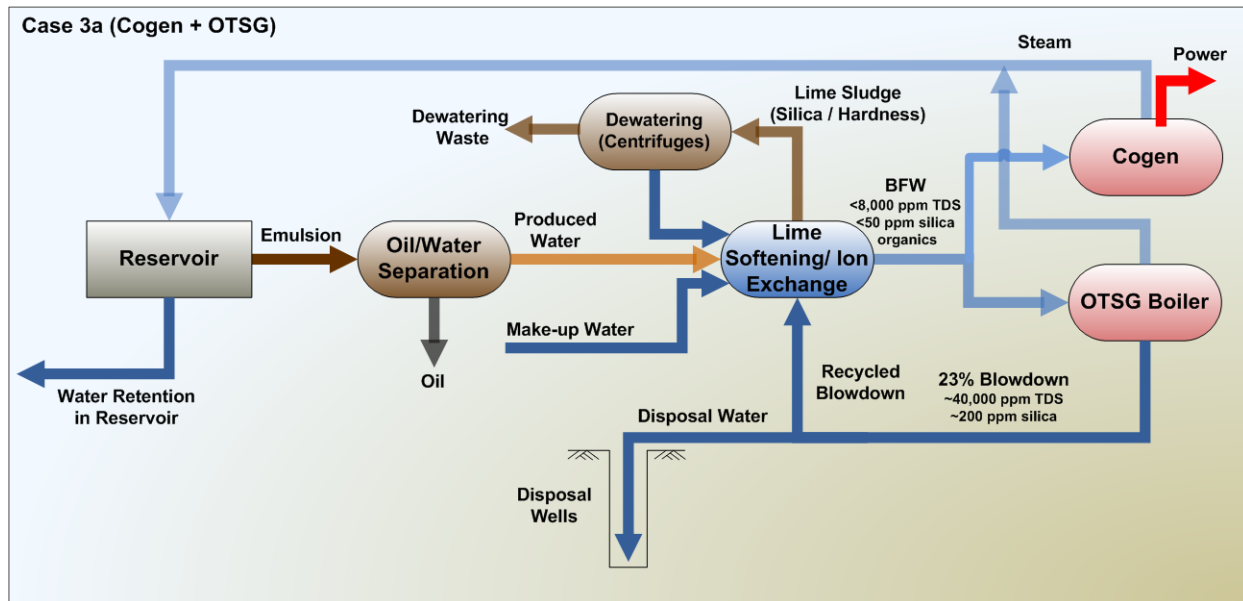 Case 3a (Cogen + OTSG)
Steam
Power
Lime Sludge
(Silica / Hardness)
Dewatering
Waste
Dewatering
(Centrifuges)
Cogen
BFW
<8,000 ppm TDS
<50 ppm silica
organics
Produced
Water
Emulsion
Reservoir
Oil/Water
Separation
Lime
Softening/ Ion
Exchange
OTSG Boiler
Make-up Water
Water Retention
in Reservoir
Oil
Recycled
Blowdown
23% Blowdown
~40,000 ppm TDS
~200 ppm silica
Disposal Water
Disposal
Wells